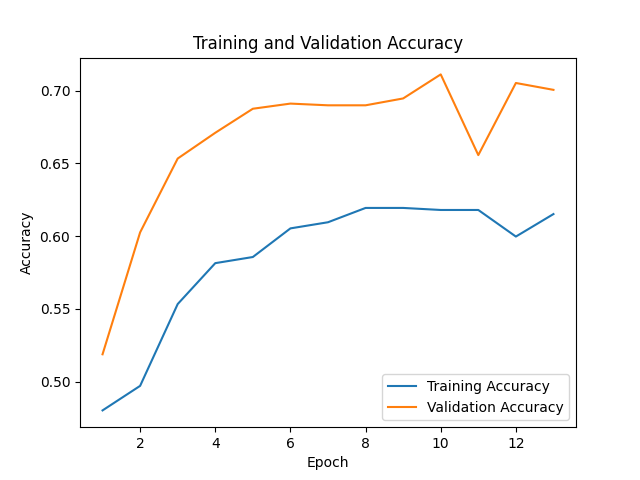 Training and Validation Accuracy
Accuracy
0.70
0.65
0.60
0.55
0.50
2 4 6 8 10 12
Epoch
Training Accuracy
Validation Accuracy